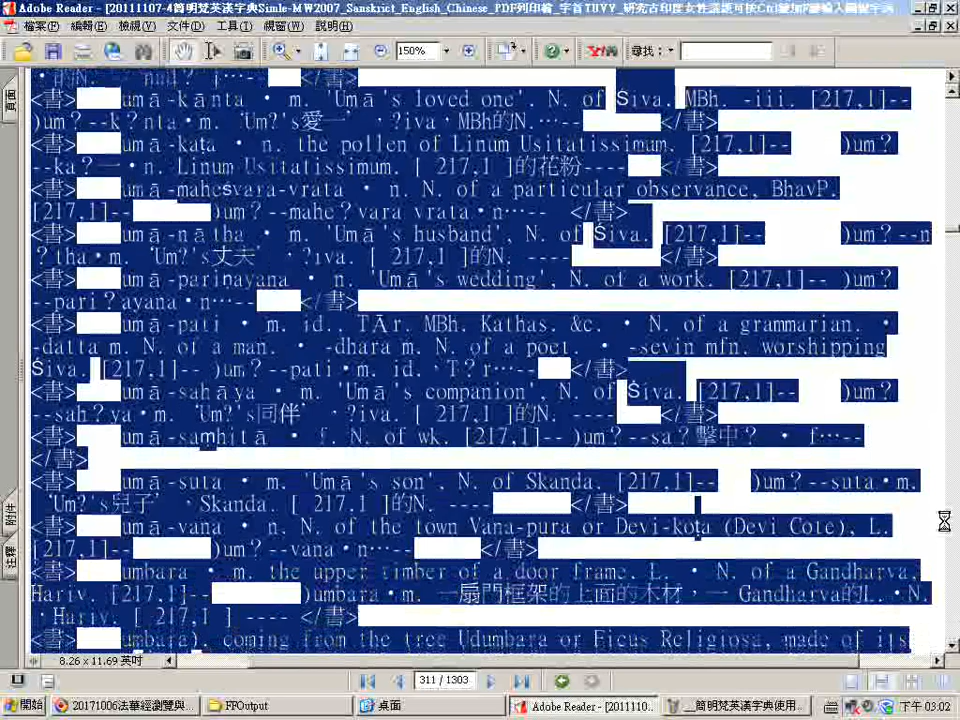 Adobe Reader - [20111107-4簡明梵英漢字典Simle-MW2007_Sanskrit_English_Chinese_PDF列印輸_字首TUVY_研究古印度女性議題可按Ctrl
檔案(F) 編輯(E) 檢視(V) 文件(D) 工具(T) 視窗(W) 說明(H)
150% 尋找:
<書> umā-kānta • m. 'Umā's loved one'. N. of Śiva. MBh. -iii. [217,1]--
)um?--k?nta•m. 'Um?'s愛一', ?iva, MBh的N.…-- </書>
<書> umā-kaṭa • n. the pollen of Linum Usitatissimum. [217,1]-- )um?
--ka?一•n. Linum Usitatissimum. [ 217,1 ]的花粉---- </書>
<書> umā-maheśvara-vrata • n. N. of a particular observance, BhavP.
[217,1]-- )um?--mahe?vara vrata•n…-- </書>
<書> umā-nātha • m. 'Umā's husband', N. of Śiva. [217,1]-- )um?--n
?tha•m. 'Um?'s丈夫', ?iva. [ 217,1 ]的N. ---- </書>
<書> umā-pariṇayana • n. 'Umā's wedding', N. of a work. [217,1]-- )um?
--pari?ayana•n…-- </書>
<書> umā-pati • m. id., TĀr. MBh. Kathas. &c. • N. of a grammarian. •
-datta m. N. of a man. • -dhara m. N. of a poet • -sevin mfn. worshipping
Śiva. [217,1]-- )um?--pati•m. id.,T?r…-- </書>
<書> umā-sahāya • m. 'Umā's companion', N. of Śiva. [217,1]-- )um?
--sah?ya•m. 'Um?'s同伴', ?iva. [ 217,1 ]的N. ---- </書>
<書> umā-saṃhitā • f. N. of wk. [217,1]-- )um?--sa?擊中? • f…--
</書>
<書> umā-suta • m. 'Umā's son', N. of Skanda. [217,1]-- )um?--suta•m.
'Um?'s兒子', Skanda. [ 217,1 ]的N. ---- </書>
<書> umā-vana • n. N. of the town Vana-pura or Devi-koṭa (Devi Cote), L.
[217,1]-- )um?--vana•n…-- </書>
<書> umbara • m. the upper timber of a door frame. L. • N. of a Gandharva,
Hariv. [217,1]-- )umbara•m. 一扇門框架的上面的木材,一 Gandharva的L.•N.
,Hariv. [ 217,1 ] ---- </書>
<書> umbara). coming from the tree Udumbara or Ficus Religiosa, made of its
頁面
附件
註釋
8.26 x 11.69 英吋
311 / 1303
開始 20171006法華經瀏覽與... FFOutput 桌面 Adobe Reader - [2011110... __簡明梵英漢字典使用... 下午 03:02